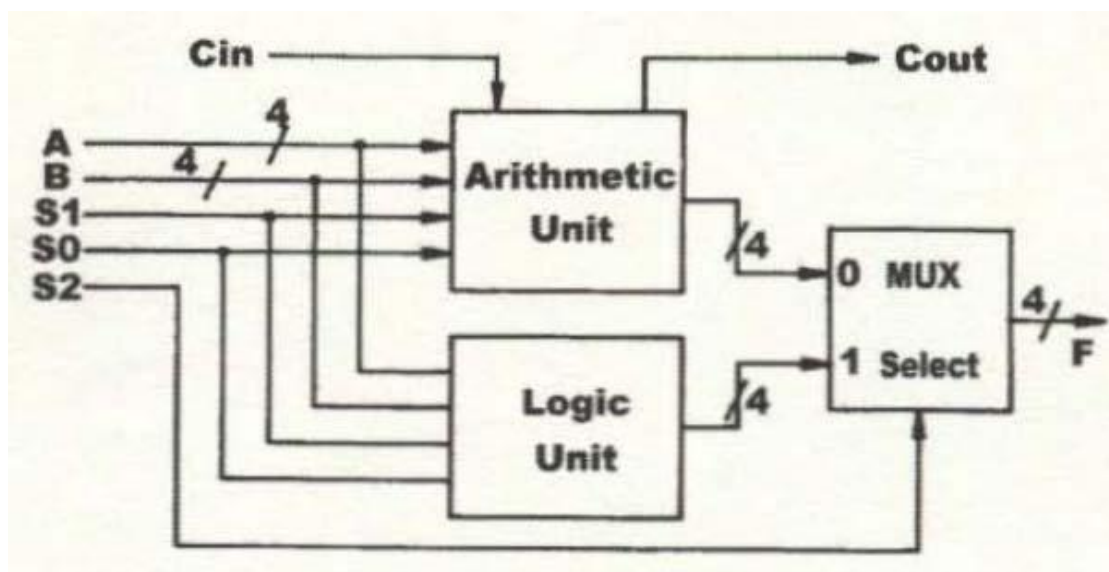 Cin
Cout
4
A
4
B
Arithmetic
Unit
S1
S0
4
S2
0 MUX
4
1 Select
F
Logic
Unit
4